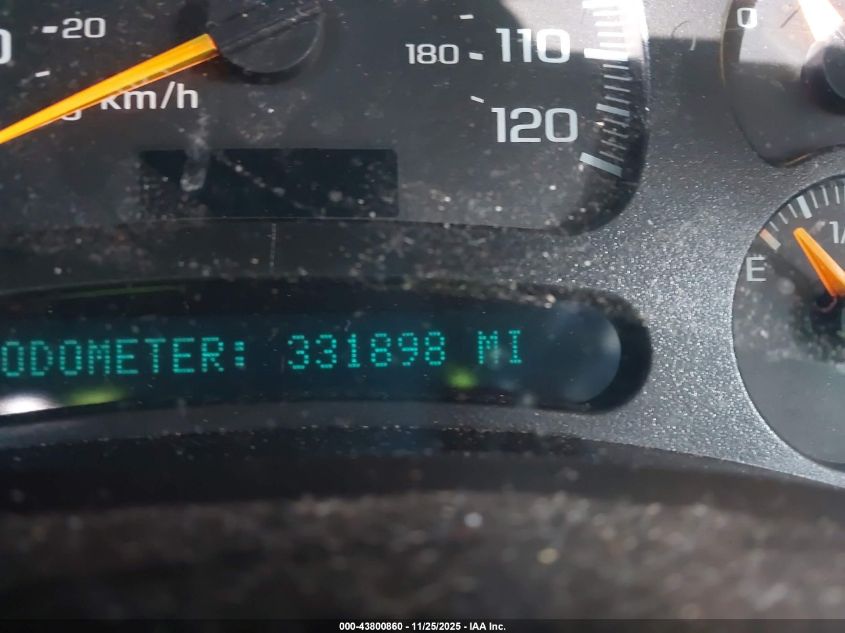 20
180 110
km/h
120
0
E
ODOMETER: 331898 MI
000-43800860 - 11/25/2025 - IAA Inc.